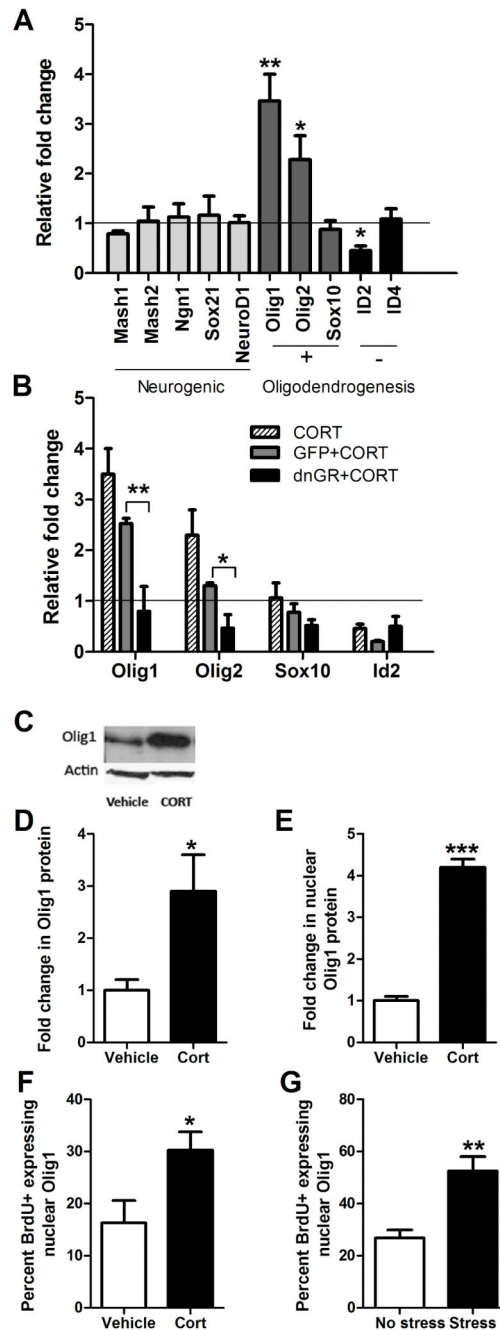 A
Relative fold change
5
4
3
2
1
0
**
*
*
Mash1
Mash2
Ngn1
Sox21
NeuroD1
Olig1
Olig2
Sox10
ID2
ID4
+
-
Neurogenic
Oligodendrogenesis
B
Relative fold change
5
4
3
2
1
0
CORT
GFP+CORT
dnGR+CORT
**
*
Olig1
Olig2
Sox10
Id2
C
Olig1
Actin
Vehicle CORT
D
Fold change in Olig1 protein
4
3
2
1
0
*
Vehicle Cort
E
Fold change in nuclear
Olig1 protein
5
4
3
2
1
0
***
Vehicle Cort
F
Percent BrdU+ expressing
nuclear Olig1
40
30
20
10
0
*
Vehicle Cort
G
Percent BrdU+ expressing
nuclear Olig1
80
60
40
20
0
**
No stress Stress